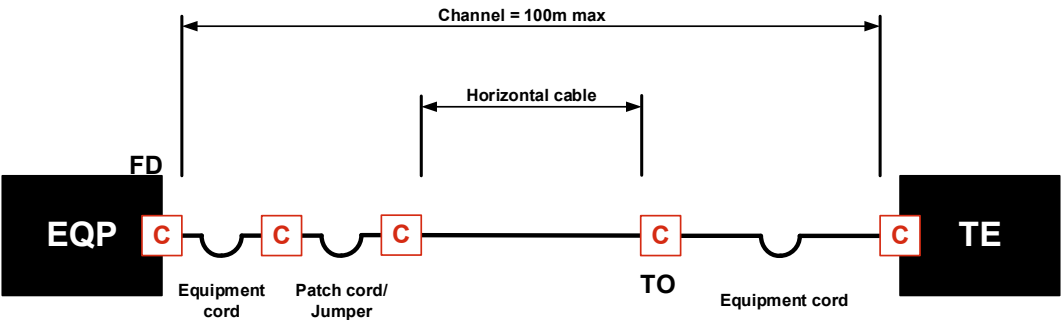 Channel = 100m max
Horizontal cable
FD
EQP
C
C
C
C
C
TE
TO
Equipment
cord
Patch cord/
Jumper
Equipment cord